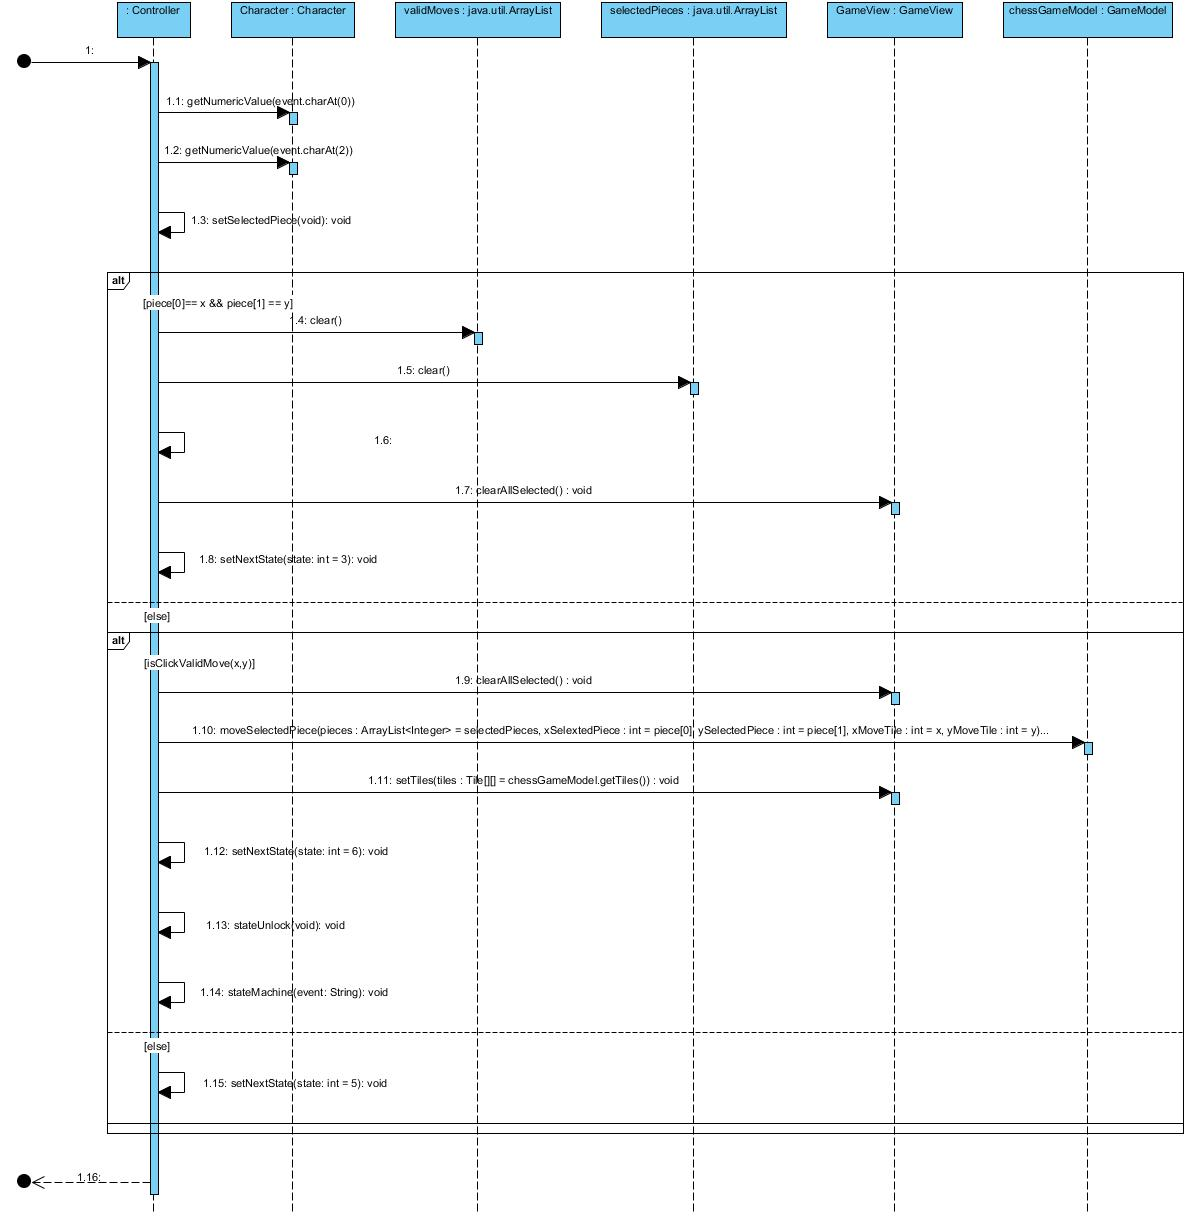 : Controller
Character : Character
validMoves : java.util.ArrayList
selectedPieces : java.util.ArrayList
GameView : GameView
chessGameModel : GameModel
1:
1.1: getNumericValue(event.charAt(0))
1.2: getNumericValue(event.charAt(2))
1.3: setSelectedPiece(void): void
alt
[piece[0]== x && piece[1] == y]
1.4: clear()
1.5: clear()
1.6:
1.7: clearAllSelected() : void
1.8: setNextState(state: int = 3): void
[else]
alt
[isClickValidMove(x,y)]
1.9: clearAllSelected() : void
1.10: moveSelectedPiece(pieces : ArrayList<Integer> = selectedPieces, xSelextedPiece : int = piece[0], ySelectedPiece : int = piece[1], xMoveTile : int = x, yMoveTile : int = y)...
1.11: setTiles(tiles : Tile[][] = chessGameModel.getTiles()) : void
1.12: setNextState(state: int = 6): void
1.13: stateUnlock(void): void
1.14: stateMachine(event: String): void
[else]
1.15: setNextState(state: int = 5): void
1.16: